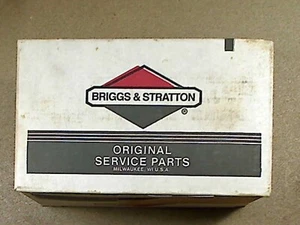 BRIGGS & STRATTON
®
ORIGINAL
SERVICE PARTS
MILWAUKEE, WI U.S.A.